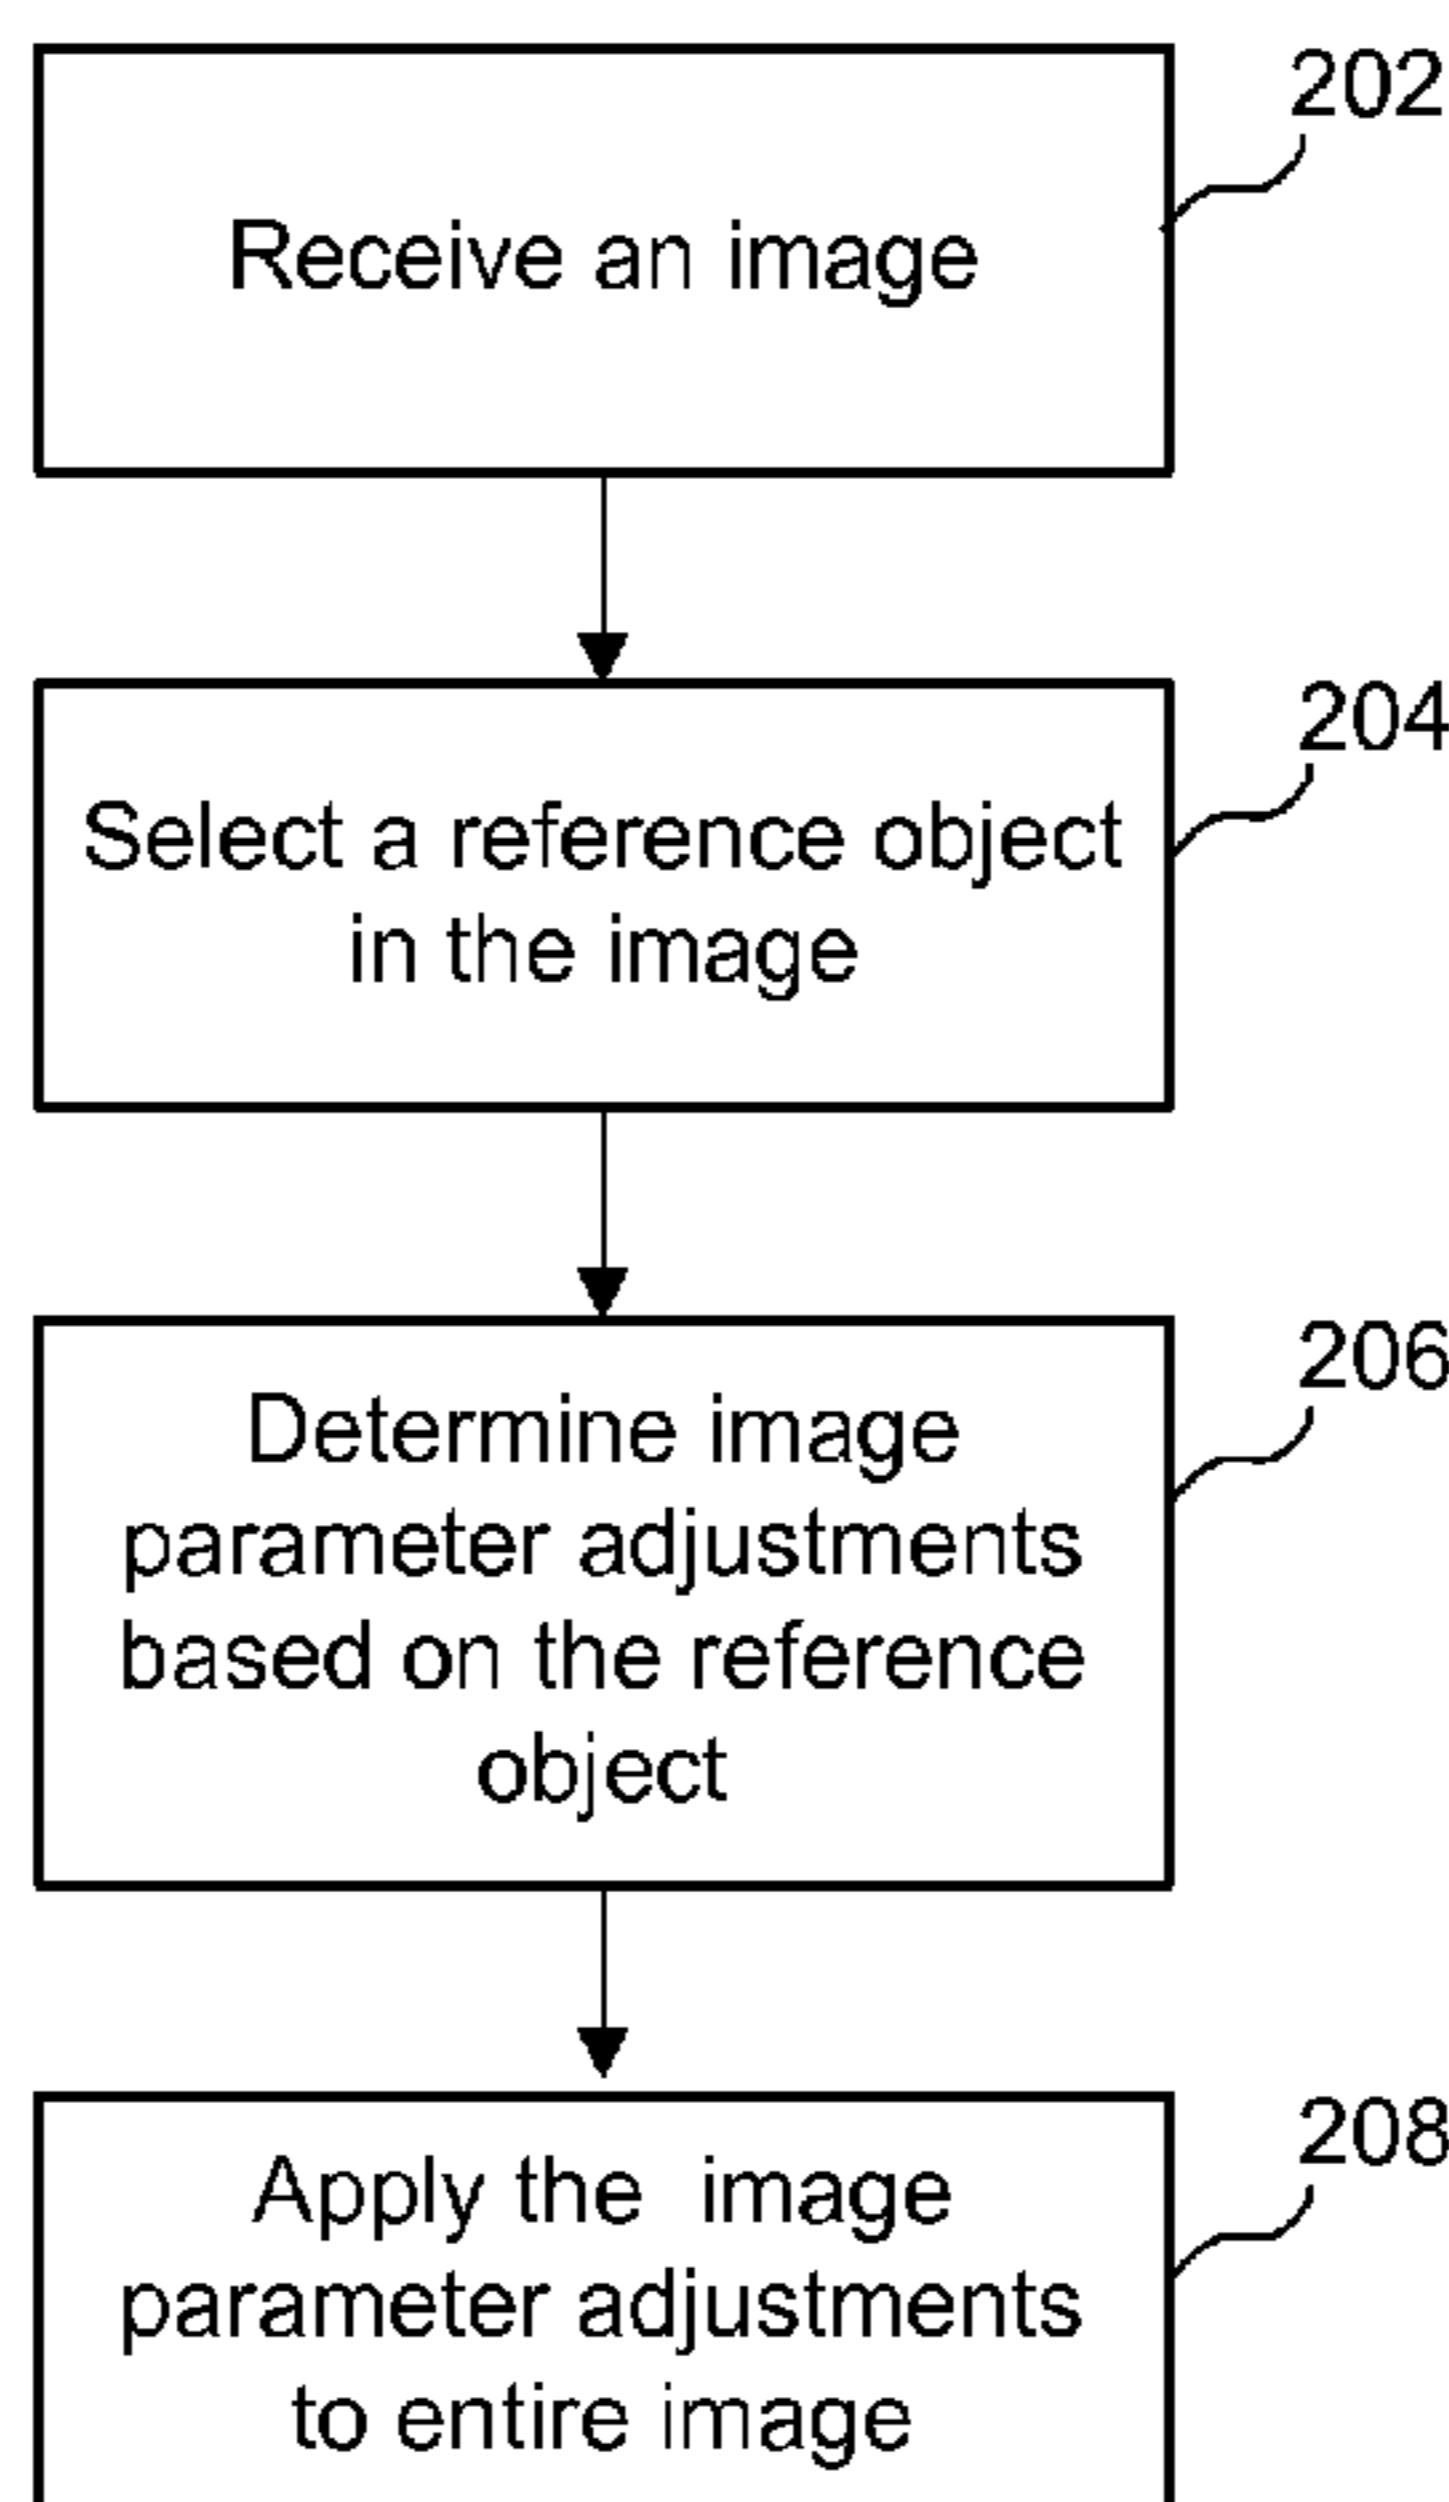 202
Receive an image
204
Select a reference object
in the image
206
Determine image
parameter adjustments
based on the reference
object
208
Apply the image
parameter adjustments
to entire image